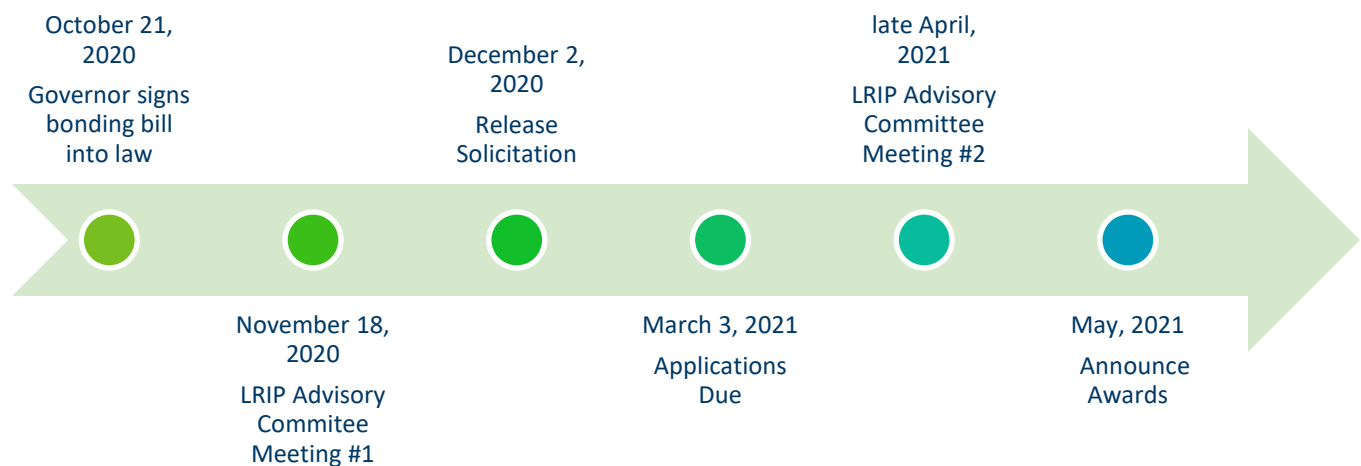 October 21,
2020
Governor signs
bonding bill
into law
November 18,
2020
LRIP Advisory
Commitee
Meeting #1
December 2,
2020
Release
Solicitation
March 3, 2021
Applications
Due
late April,
2021
LRIP Advisory
Committee
Meeting #2
May, 2021
Announce
Awards